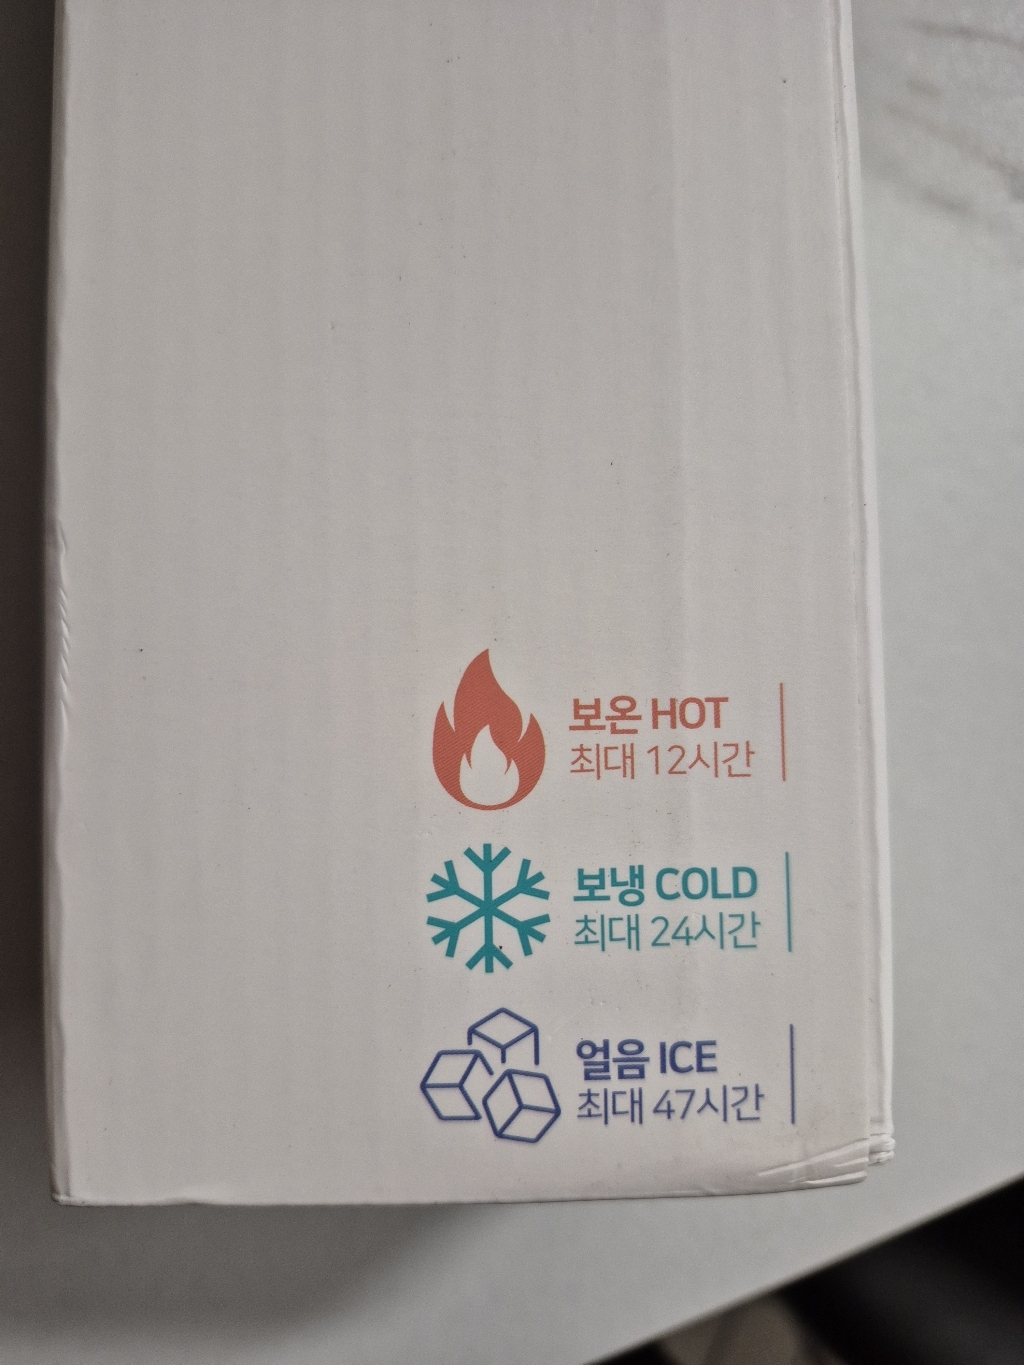 보온 HOT
최대 12시간
보냉 COLD
최대 24시간
얼음 ICE
최대 47시간